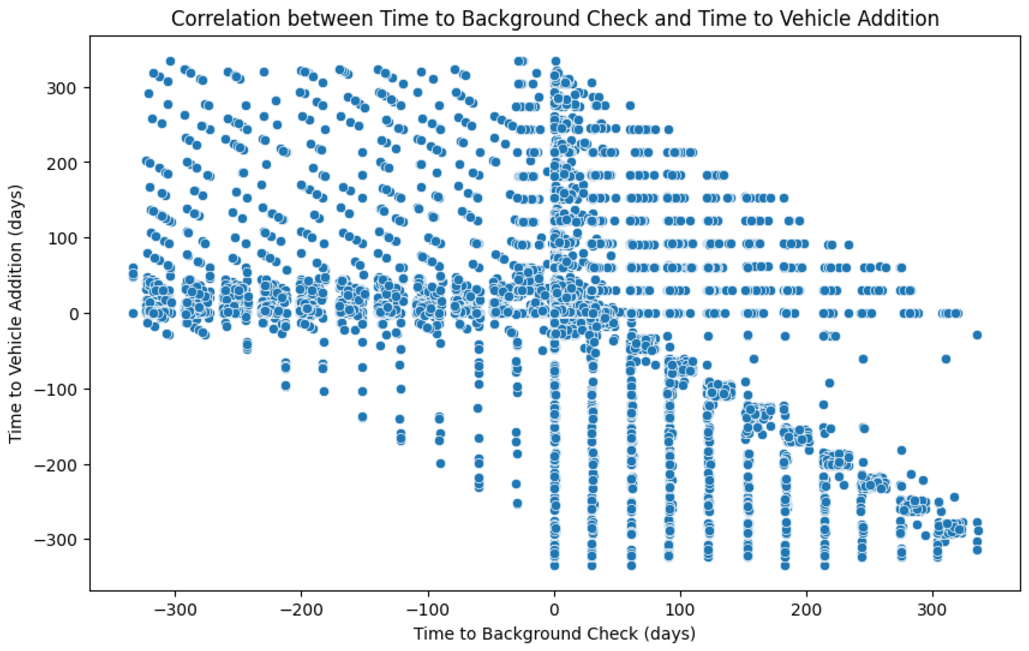 Correlation between Time to Background Check and Time to Vehicle Addition
Time to Vehicle Addition (days)
300
200
100
0
−100
−200
−300
−300 −200 −100 0 100 200 300
Time to Background Check (days)